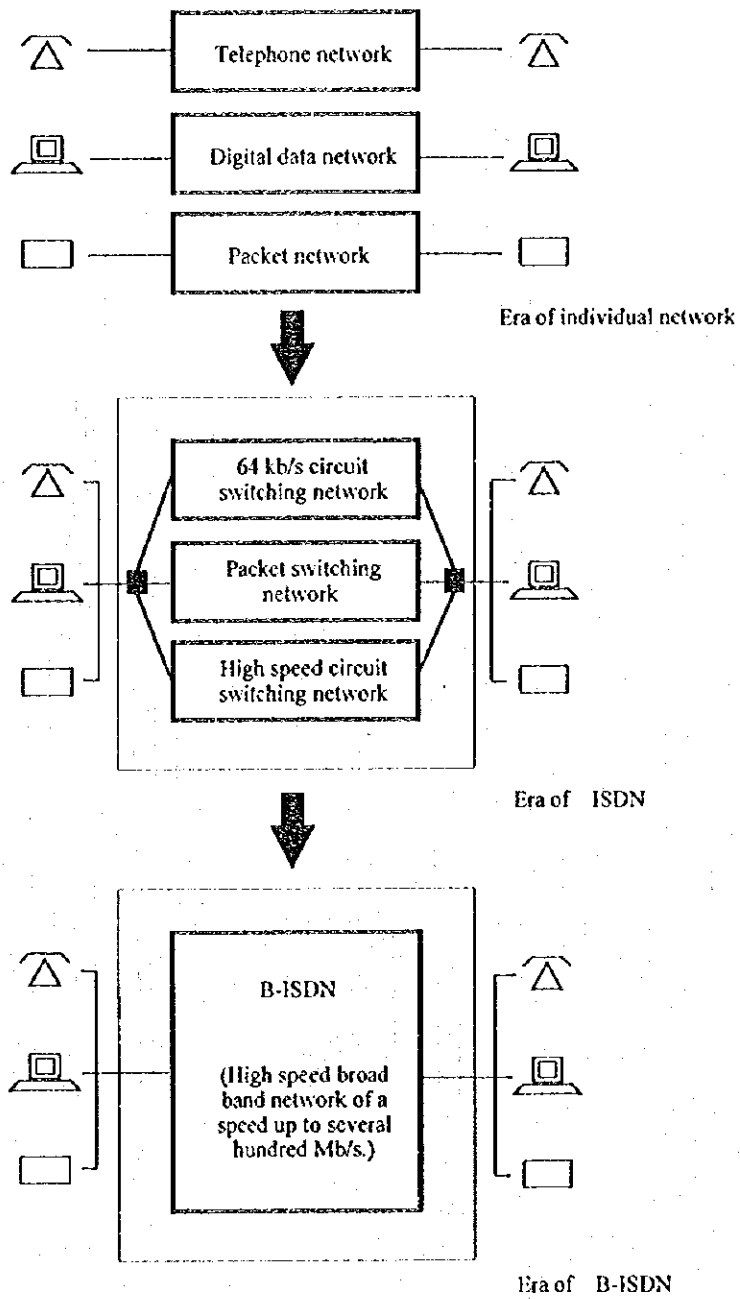 Telephone network
Digital data network
Packet network
Era of individual network
64 kb/s circuit
switching network
Packet switching
network
High speed circuit
switching network
Era of ISDN
B-ISDN
(High speed broad
band network of a
speed up to several
hundred Mb/s.)
Era of B-ISDN